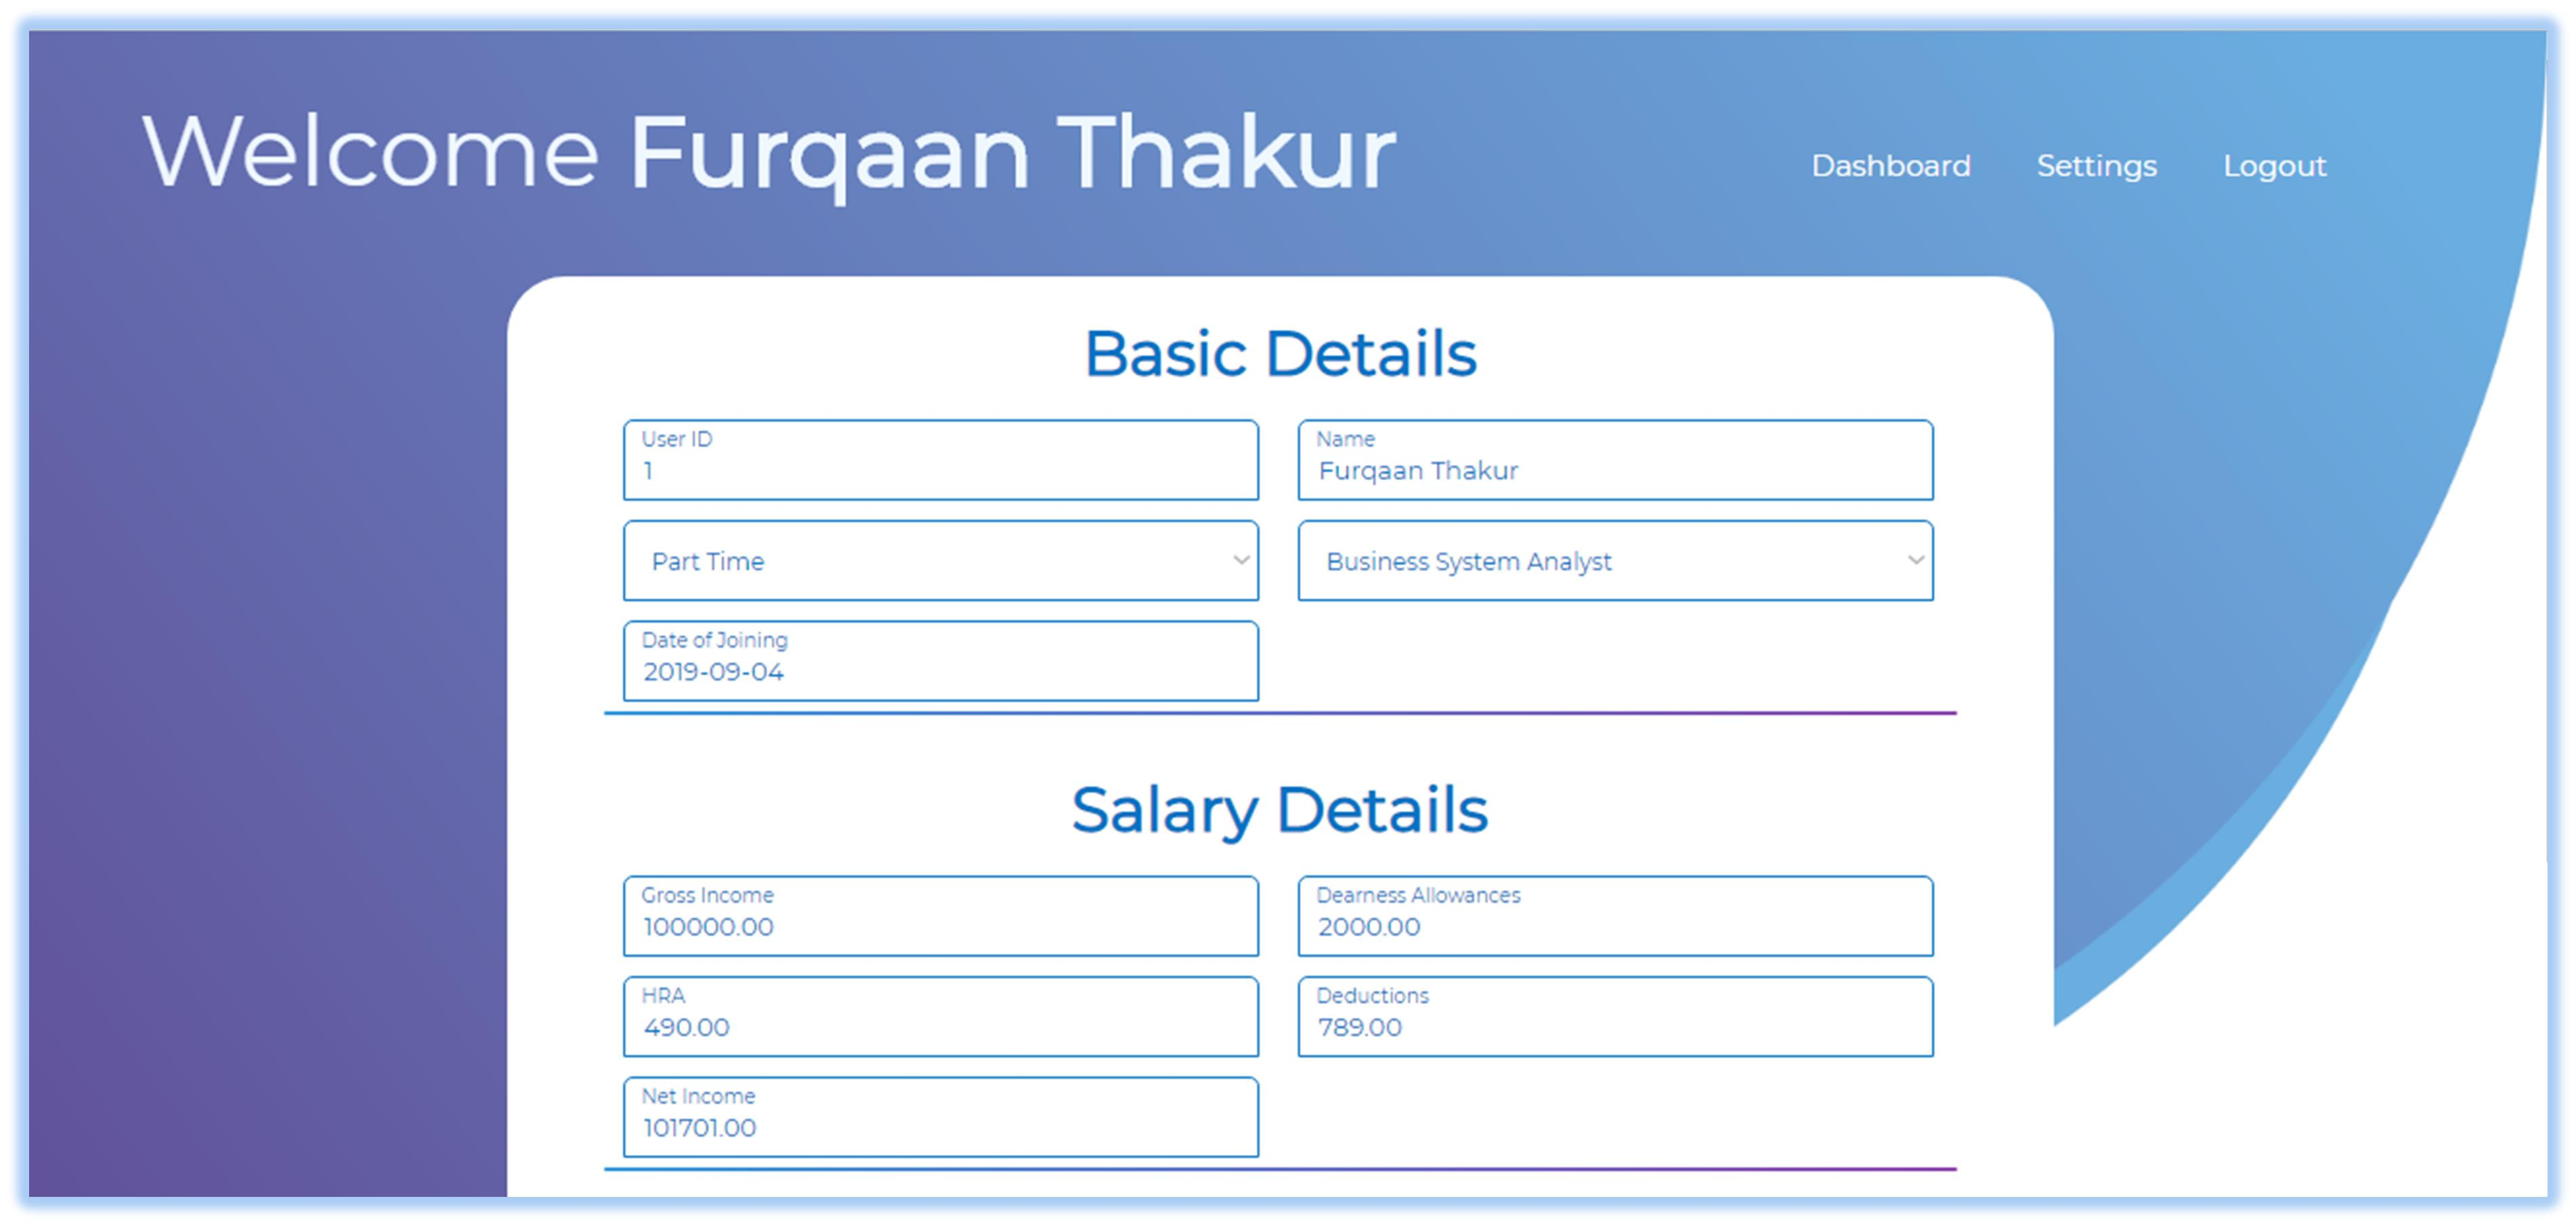 Welcome Furqaan Thakur
Dashboard Settings Logout
Basic Details
User ID
1
Name
Furqaan Thakur
Part Time
Business System Analyst
Date of Joining
2019-09-04
Salary Details
Gross Income
100000.00
Dearness Allowances
2000.00
HRA
490.00
Deductions
789.00
Net Income
101701.00